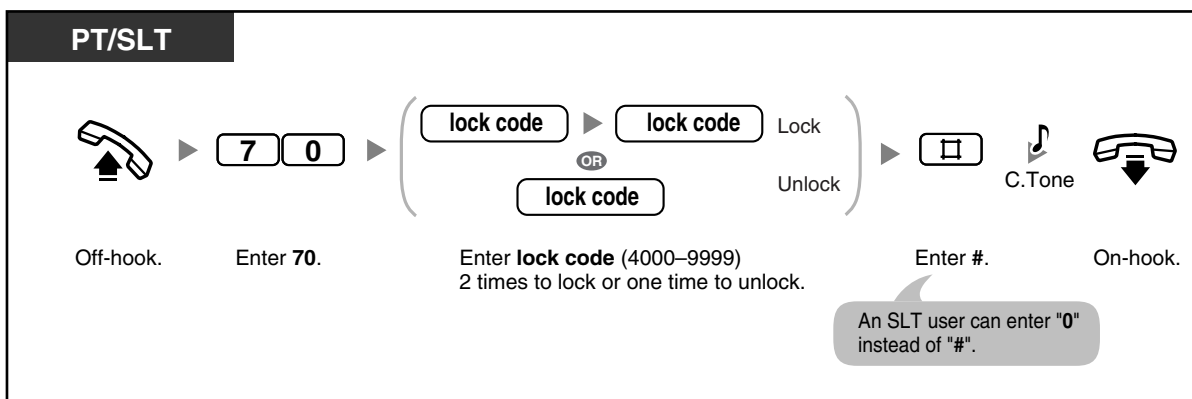 PT/SLT
7 0
lock code lock code Lock
OR
lock code Unlock
#
C.Tone
Off-hook. Enter 70. Enter lock code (4000–9999) Enter #. On-hook.
2 times to lock or one time to unlock.
An SLT user can enter "0"
instead of "#".